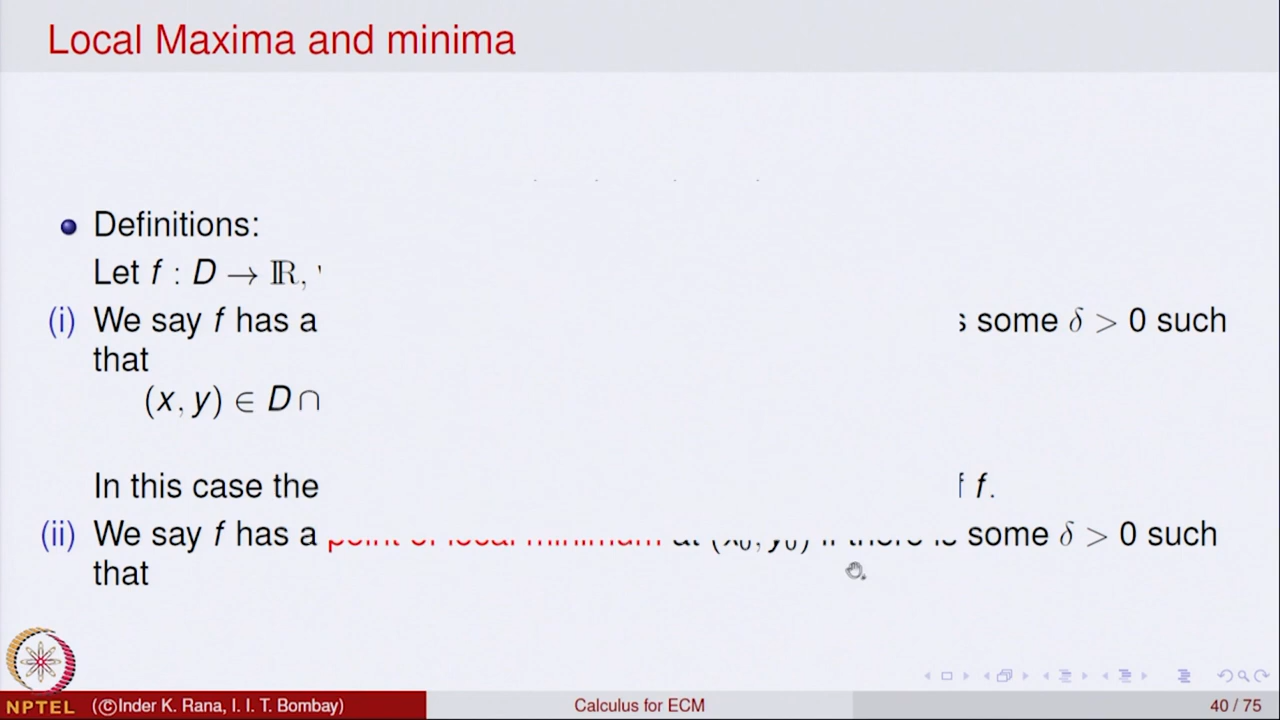 Local Maxima and minima
Definitions:
Let f : D → ℝ,
(i) We say f has a some δ > 0 such
that
(x, y) ∈ D ∩
In this case the f.
(ii) We say f has a point of local minimum at (x₀, y₀) if there is some δ > 0 such
that
NPTEL (©Inder K. Rana, I. I. T. Bombay) Calculus for ECM 40 / 75